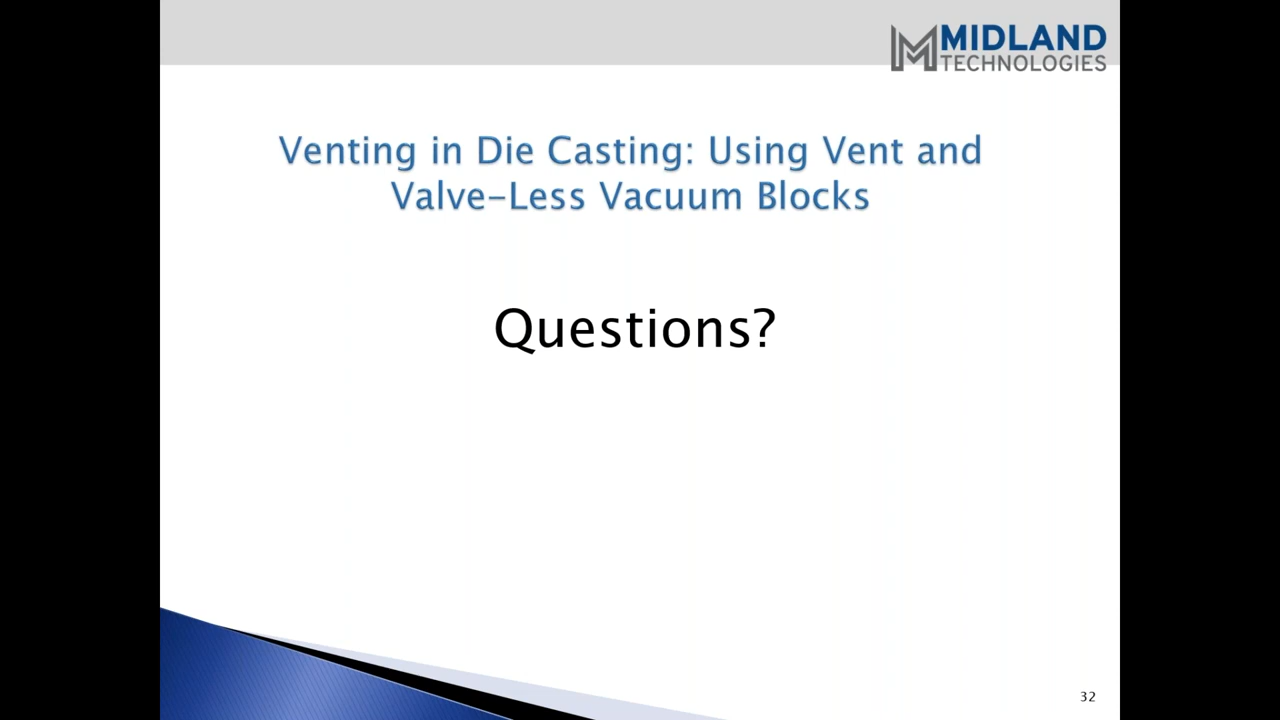 MIDLAND
TECHNOLOGIES
Venting in Die Casting: Using Vent and
Valve-Less Vacuum Blocks
Questions?
32